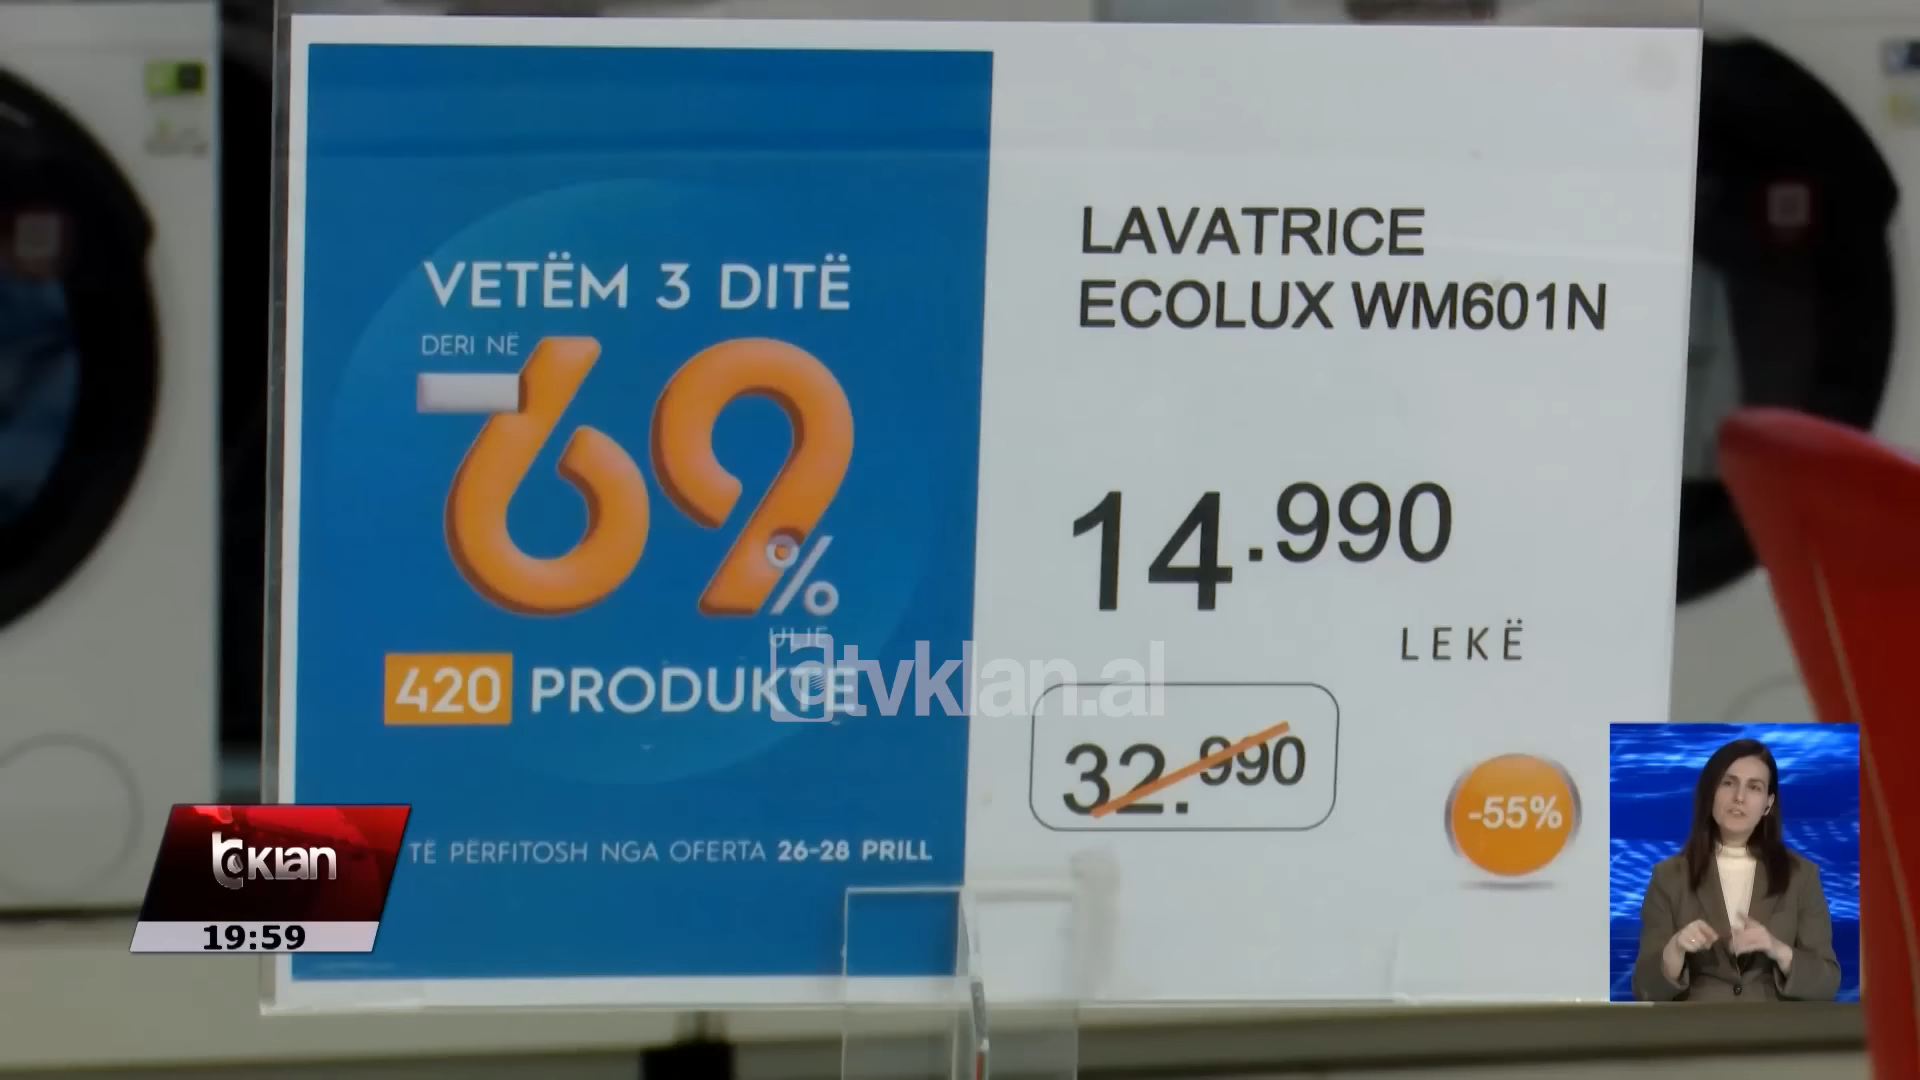 VETËM 3 DITË
DERI NË
-69%
ULJE
420 PRODUKTE
TË PËRFITOSH NGA OFERTA 26-28 PRILL
LAVATRICE
ECOLUX WM601N
14.990
LEKË
32.990
-55%
tvklan.al
tvklan
19:59